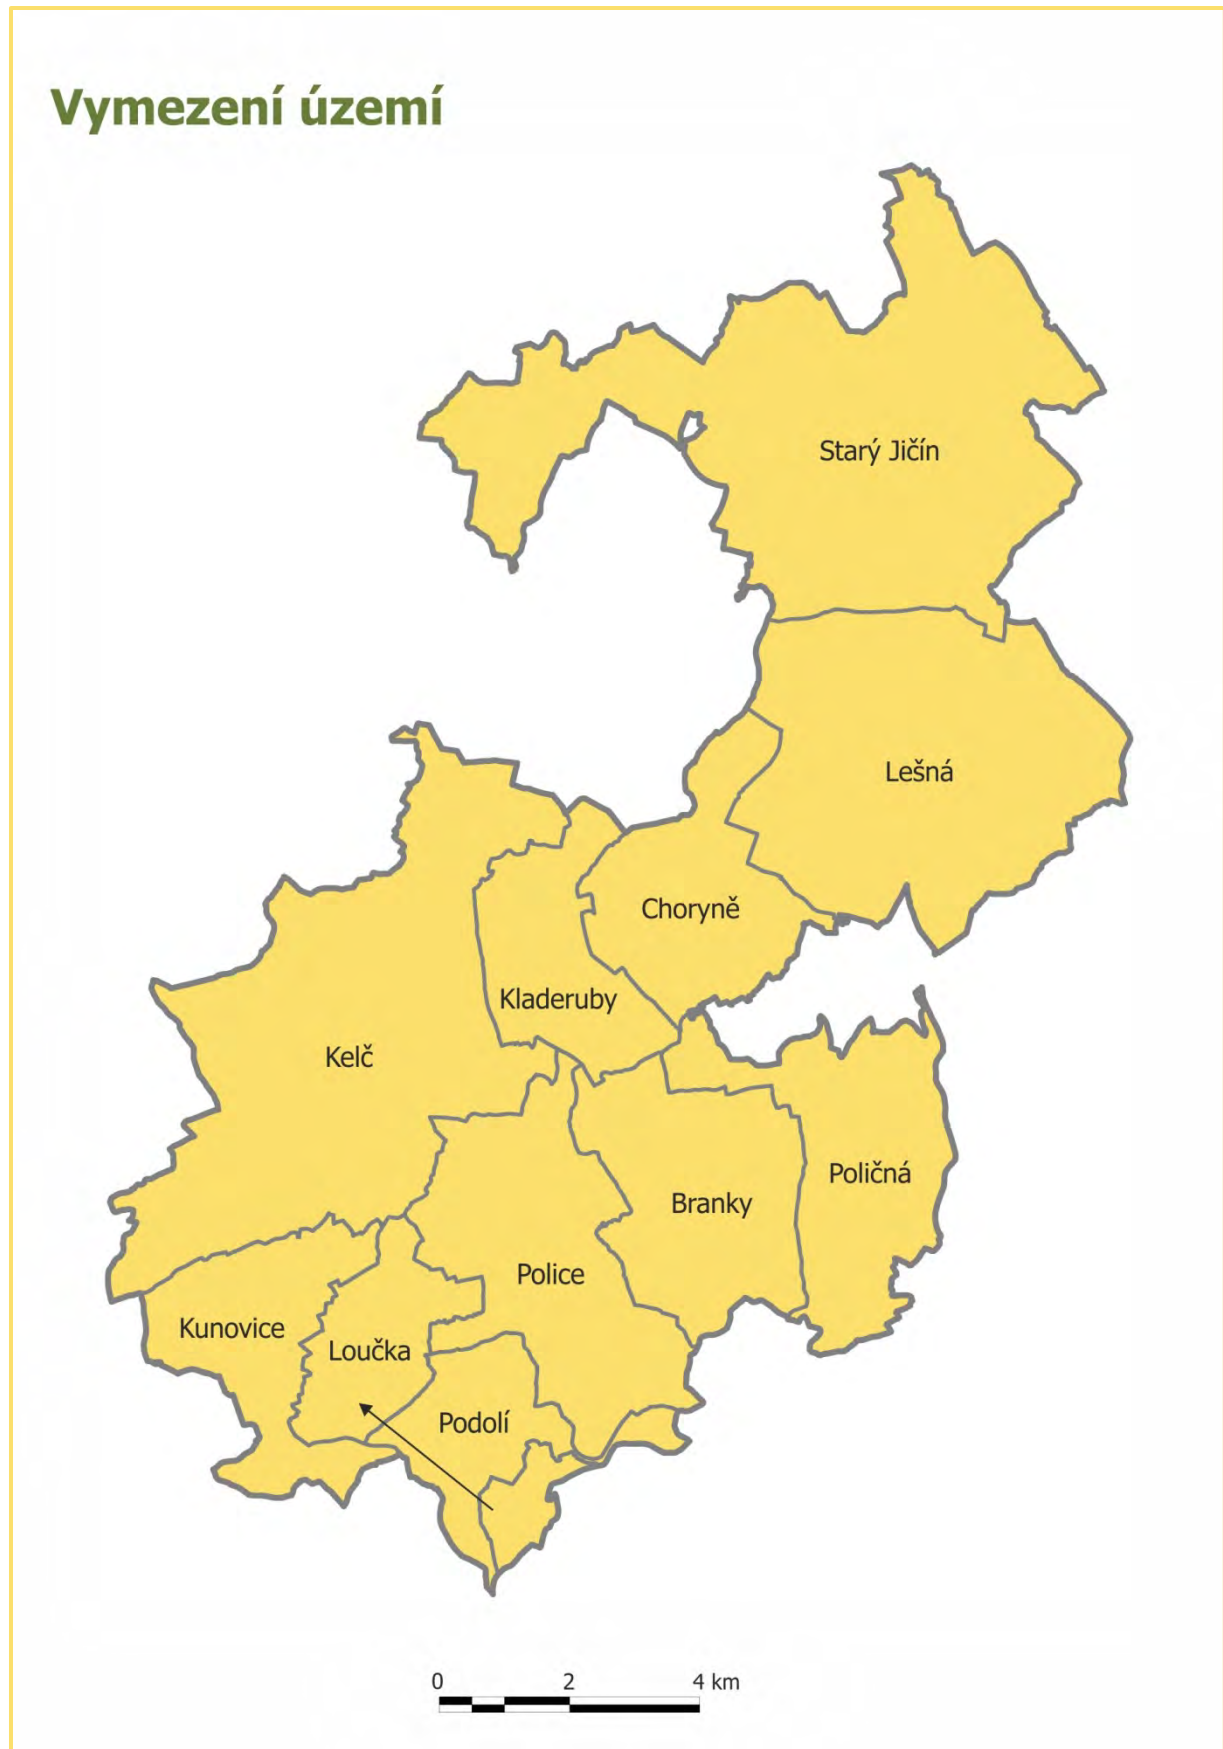 Vymezení území
Starý Jičín
Lešná
Choryně
Kladeruby
Kelč
Poličná
Branky
Police
Kunovice
Loučka
Podolí
0 2 4 km